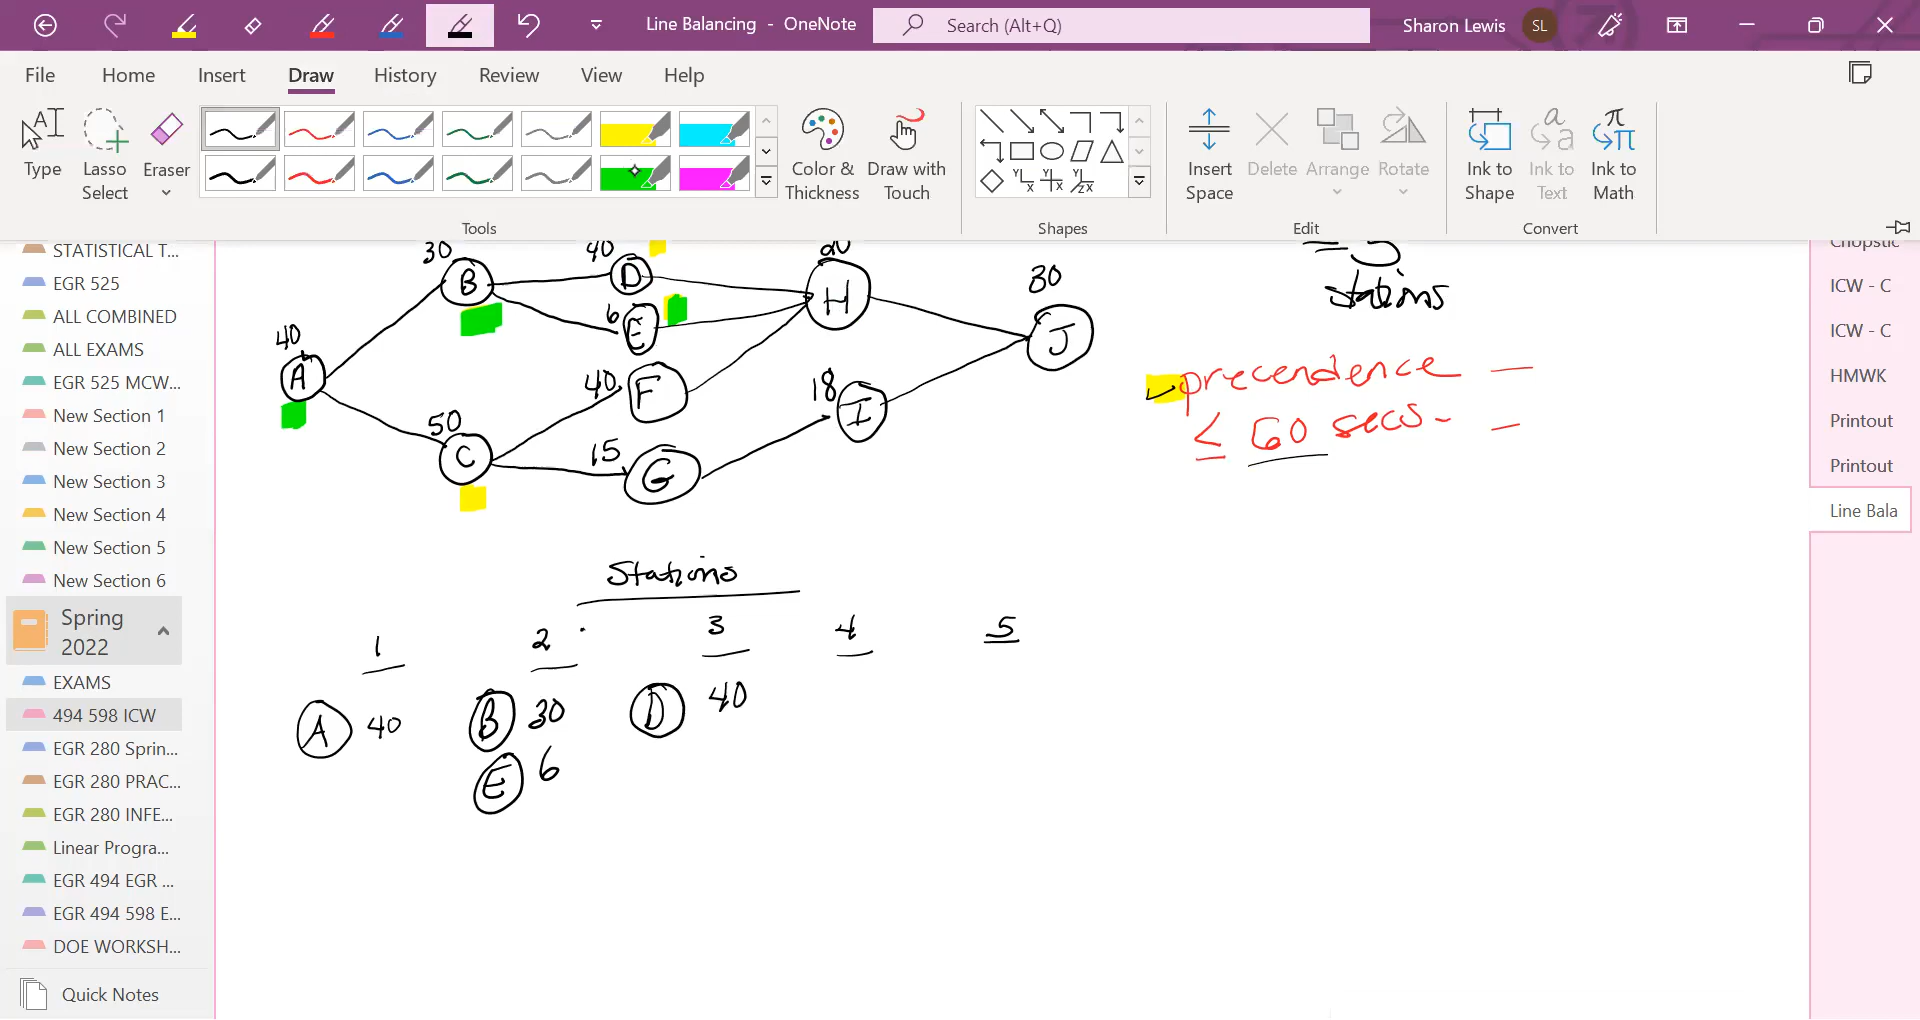 Line Balancing - OneNote
Search (Alt+Q)
Sharon Lewis
SL
File
Home
Insert
Draw
History
Review
View
Help
Type
Lasso Select
Eraser
Color & Thickness
Draw with Touch
Insert Space
Delete
Arrange
Rotate
Ink to Shape
Ink to Text
Ink to Math
Tools
Shapes
Edit
Convert
STATISTICAL T...
EGR 525
ALL COMBINED
ALL EXAMS
EGR 525 MCW...
New Section 1
New Section 2
New Section 3
New Section 4
New Section 5
New Section 6
Spring 2022
EXAMS
494 598 ICW
EGR 280 Sprin...
EGR 280 PRAC...
EGR 280 INFE...
Linear Progra...
EGR 494 EGR ...
EGR 494 598 E...
DOE WORKSH...
Quick Notes
30
B
40
D
20
H
30
J
6
E
40
A
40
F
18
I
50
C
15
G
= 5
stations
precendence —
≤ 60 secs - —
Stations
1 2 3 4 5
A 40 B 30 D 40
E 6
Chopstic
ICW - C
ICW - C
HMWK
Printout
Printout
Line Bala